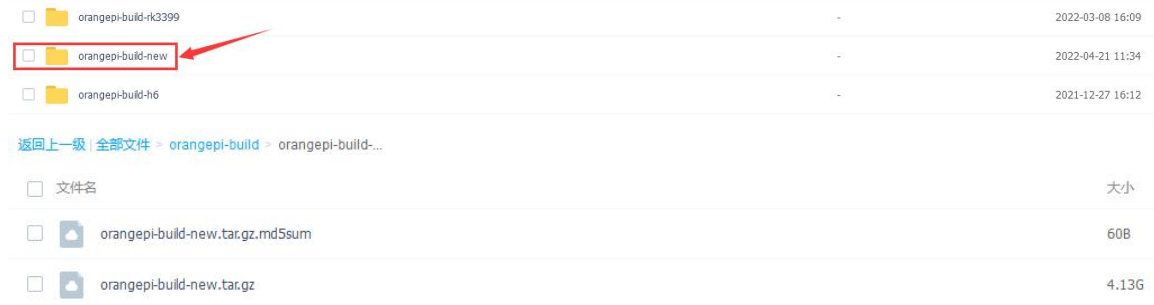 orangepi-build-rk3399 - 2022-03-08 16:09
orangepi-build-new - 2022-04-21 11:34
orangepi-build-h6 - 2021-12-27 16:12
返回上一级 | 全部文件 > orangepi-build > orangepi-build-...
文件名 大小
orangepi-build-new.tar.gz.md5sum 60B
orangepi-build-new.tar.gz 4.13G